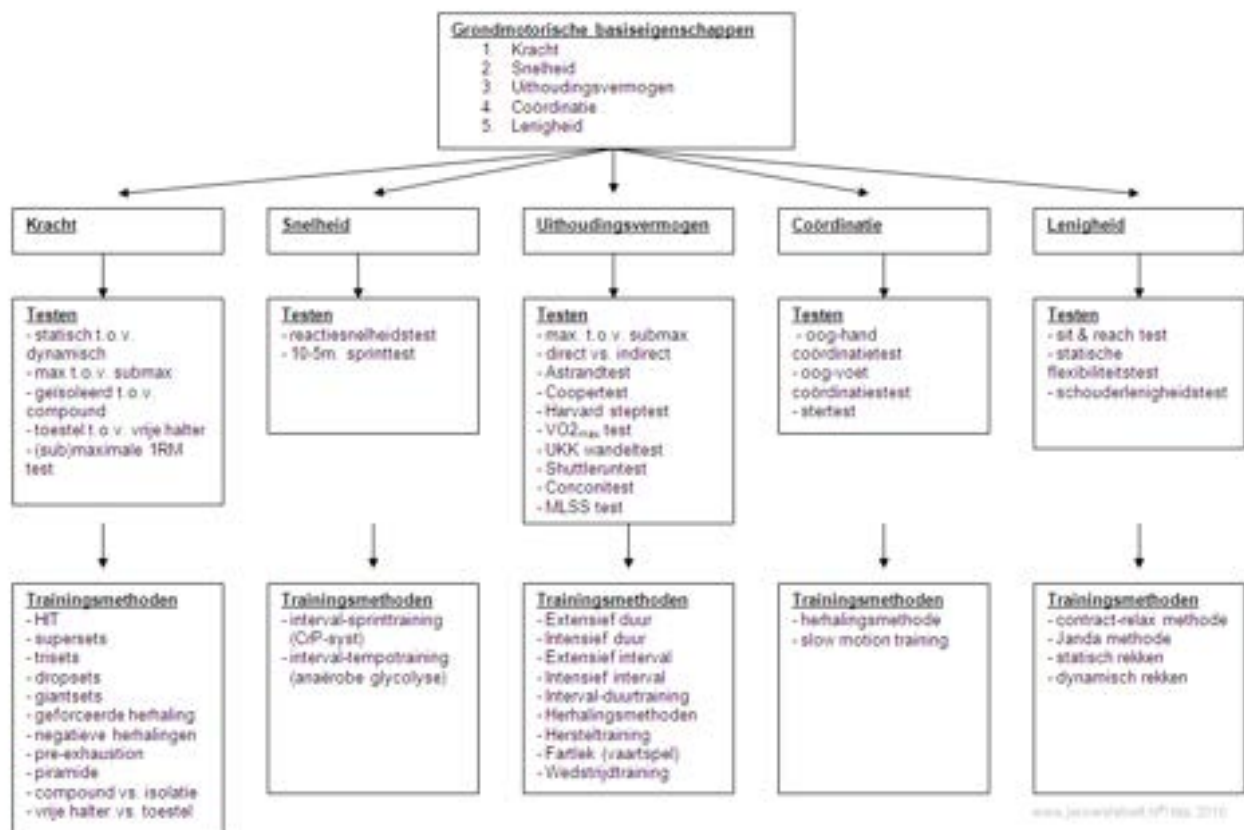 Grondmotorische basiseigenschappen
1. Kracht
2. Snelheid
3. Uithoudingsvermogen
4. Coördinatie
5. Lenigheid
Kracht
Snelheid
Uithoudingsvermogen
Coördinatie
Lenigheid
Testen
- statisch t.o.v.
dynamisch
- max t.o.v. submax
- geïsoleerd t.o.v.
compound
- toestel t.o.v. vrije halter
- (sub)maximale 1RM
test
Testen
- reactiesnelheidstest
- 10-5m. sprinttest
Testen
- max. t.o.v. submax
- direct vs. indirect
- Astrandtest
- Coopertest
- Harvard steptest
- VO2max test
- UKK wandeltest
- Shuttleruntest
- Conconitest
- MLSS test
Testen
- oog-hand
coördinatietest
- oog-voet
coördinatiestest
- stertest
Testen
- sit & reach test
- statische
flexibiliteitstest
- schouderlenigheidstest
Trainingsmethoden
- HIT
- supersets
- trisets
- dropsets
- giantsets
- geforceerde herhaling
- negatieve herhalingen
- pre-exhaustion
- piramide
- compound vs. isolatie
- vrije halter vs. toestel
Trainingsmethoden
- interval-sprinttraining
(CrP-syst)
- interval-tempotraining
(anaërobe glycolyse)
Trainingsmethoden
- Extensief duur
- Intensief duur
- Extensief interval
- Intensief interval
- Interval-duurtraining
- Herhalingsmethoden
- Hersteltraining
- Fartlek (vaartspel)
- Wedstrijdtraining
Trainingsmethoden
- herhalingsmethode
- slow motion training
Trainingsmethoden
- contract-relax methode
- Janda methode
- statisch rekken
- dynamisch rekken